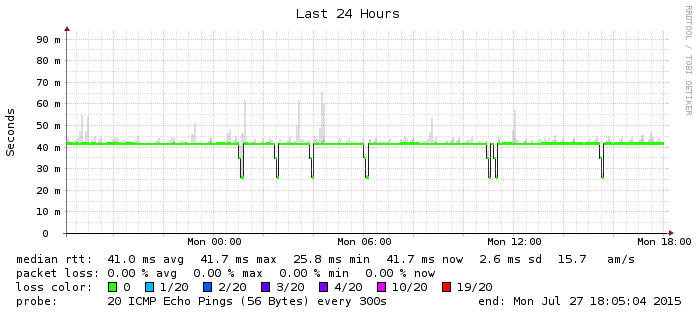 Last 24 Hours
RRDTOOL / TOBI OETIKER
Seconds
90 m
80 m
70 m
60 m
50 m
40 m
30 m
20 m
10 m
0
Mon 00:00 Mon 06:00 Mon 12:00 Mon 18:00
median rtt: 41.0 ms avg 41.7 ms max 25.8 ms min 41.7 ms now 2.6 ms sd 15.7 am/s
packet loss: 0.00 % avg 0.00 % max 0.00 % min 0.00 % now
loss color: 0 1/20 2/20 3/20 4/20 10/20 19/20
probe: 20 ICMP Echo Pings (56 Bytes) every 300s end: Mon Jul 27 18:05:04 2015